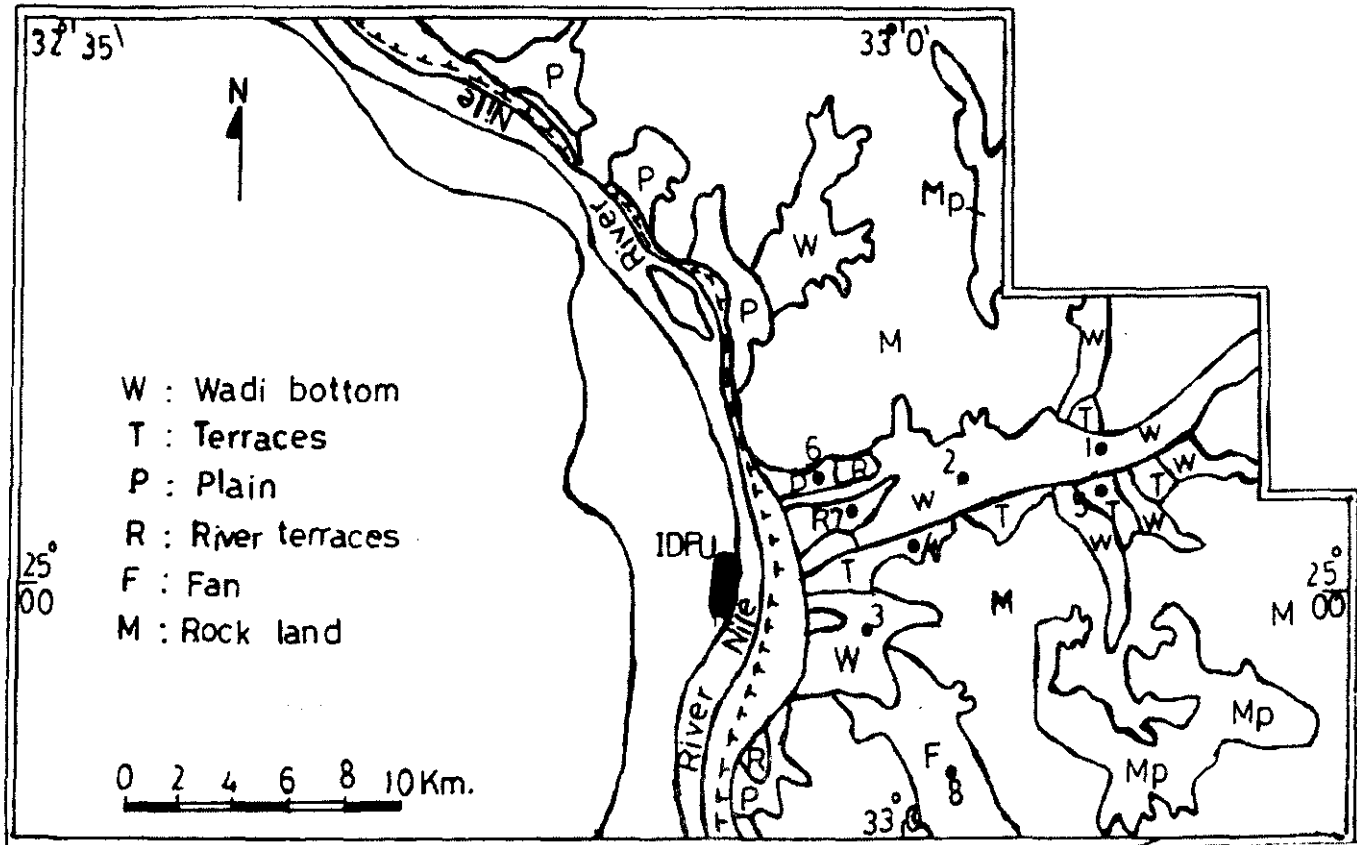 32° 35'
33° 0'
N
P
Nile
P
River
W
Mp
P
M
W
W : Wadi bottom
T : Terraces
P : Plain
R : River terraces
F : Fan
M : Rock land
T
1
W
6
R
2
W
T
W
R7
T
5
T
W
W
IDFU
T
25°
00
25°
00
M
M
3
W
Nile
River
Mp
Mp
R
P
F
8
33°
0 2 4 6 8 10 Km.